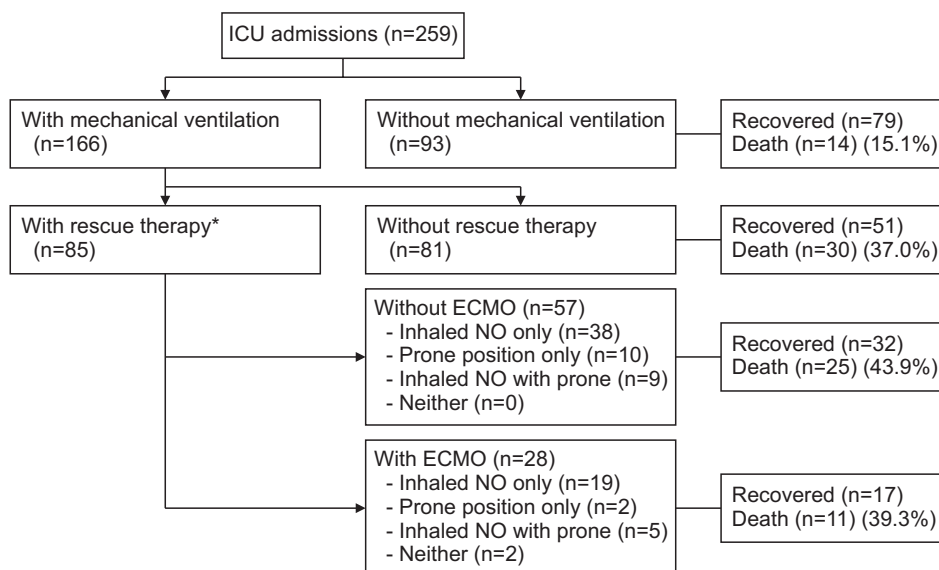 ICU admissions (n=259)
With mechanical ventilation
(n=166)
Without mechanical ventilation
(n=93)
Recovered (n=79)
Death (n=14) (15.1%)
With rescue therapy*
(n=85)
Without rescue therapy
(n=81)
Recovered (n=51)
Death (n=30) (37.0%)
Without ECMO (n=57)
- Inhaled NO only (n=38)
- Prone position only (n=10)
- Inhaled NO with prone (n=9)
- Neither (n=0)
Recovered (n=32)
Death (n=25) (43.9%)
With ECMO (n=28)
- Inhaled NO only (n=19)
- Prone position only (n=2)
- Inhaled NO with prone (n=5)
- Neither (n=2)
Recovered (n=17)
Death (n=11) (39.3%)